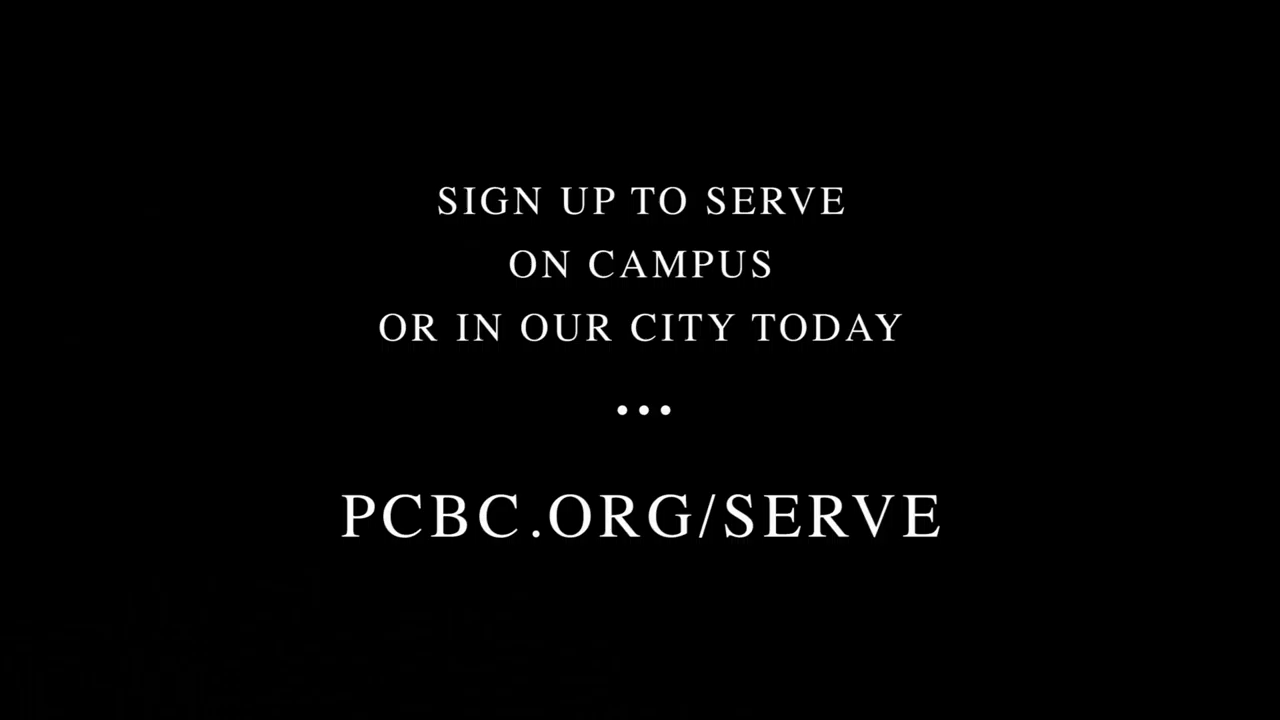 SIGN UP TO SERVE
ON CAMPUS
OR IN OUR CITY TODAY
...
PCBC.ORG/SERVE